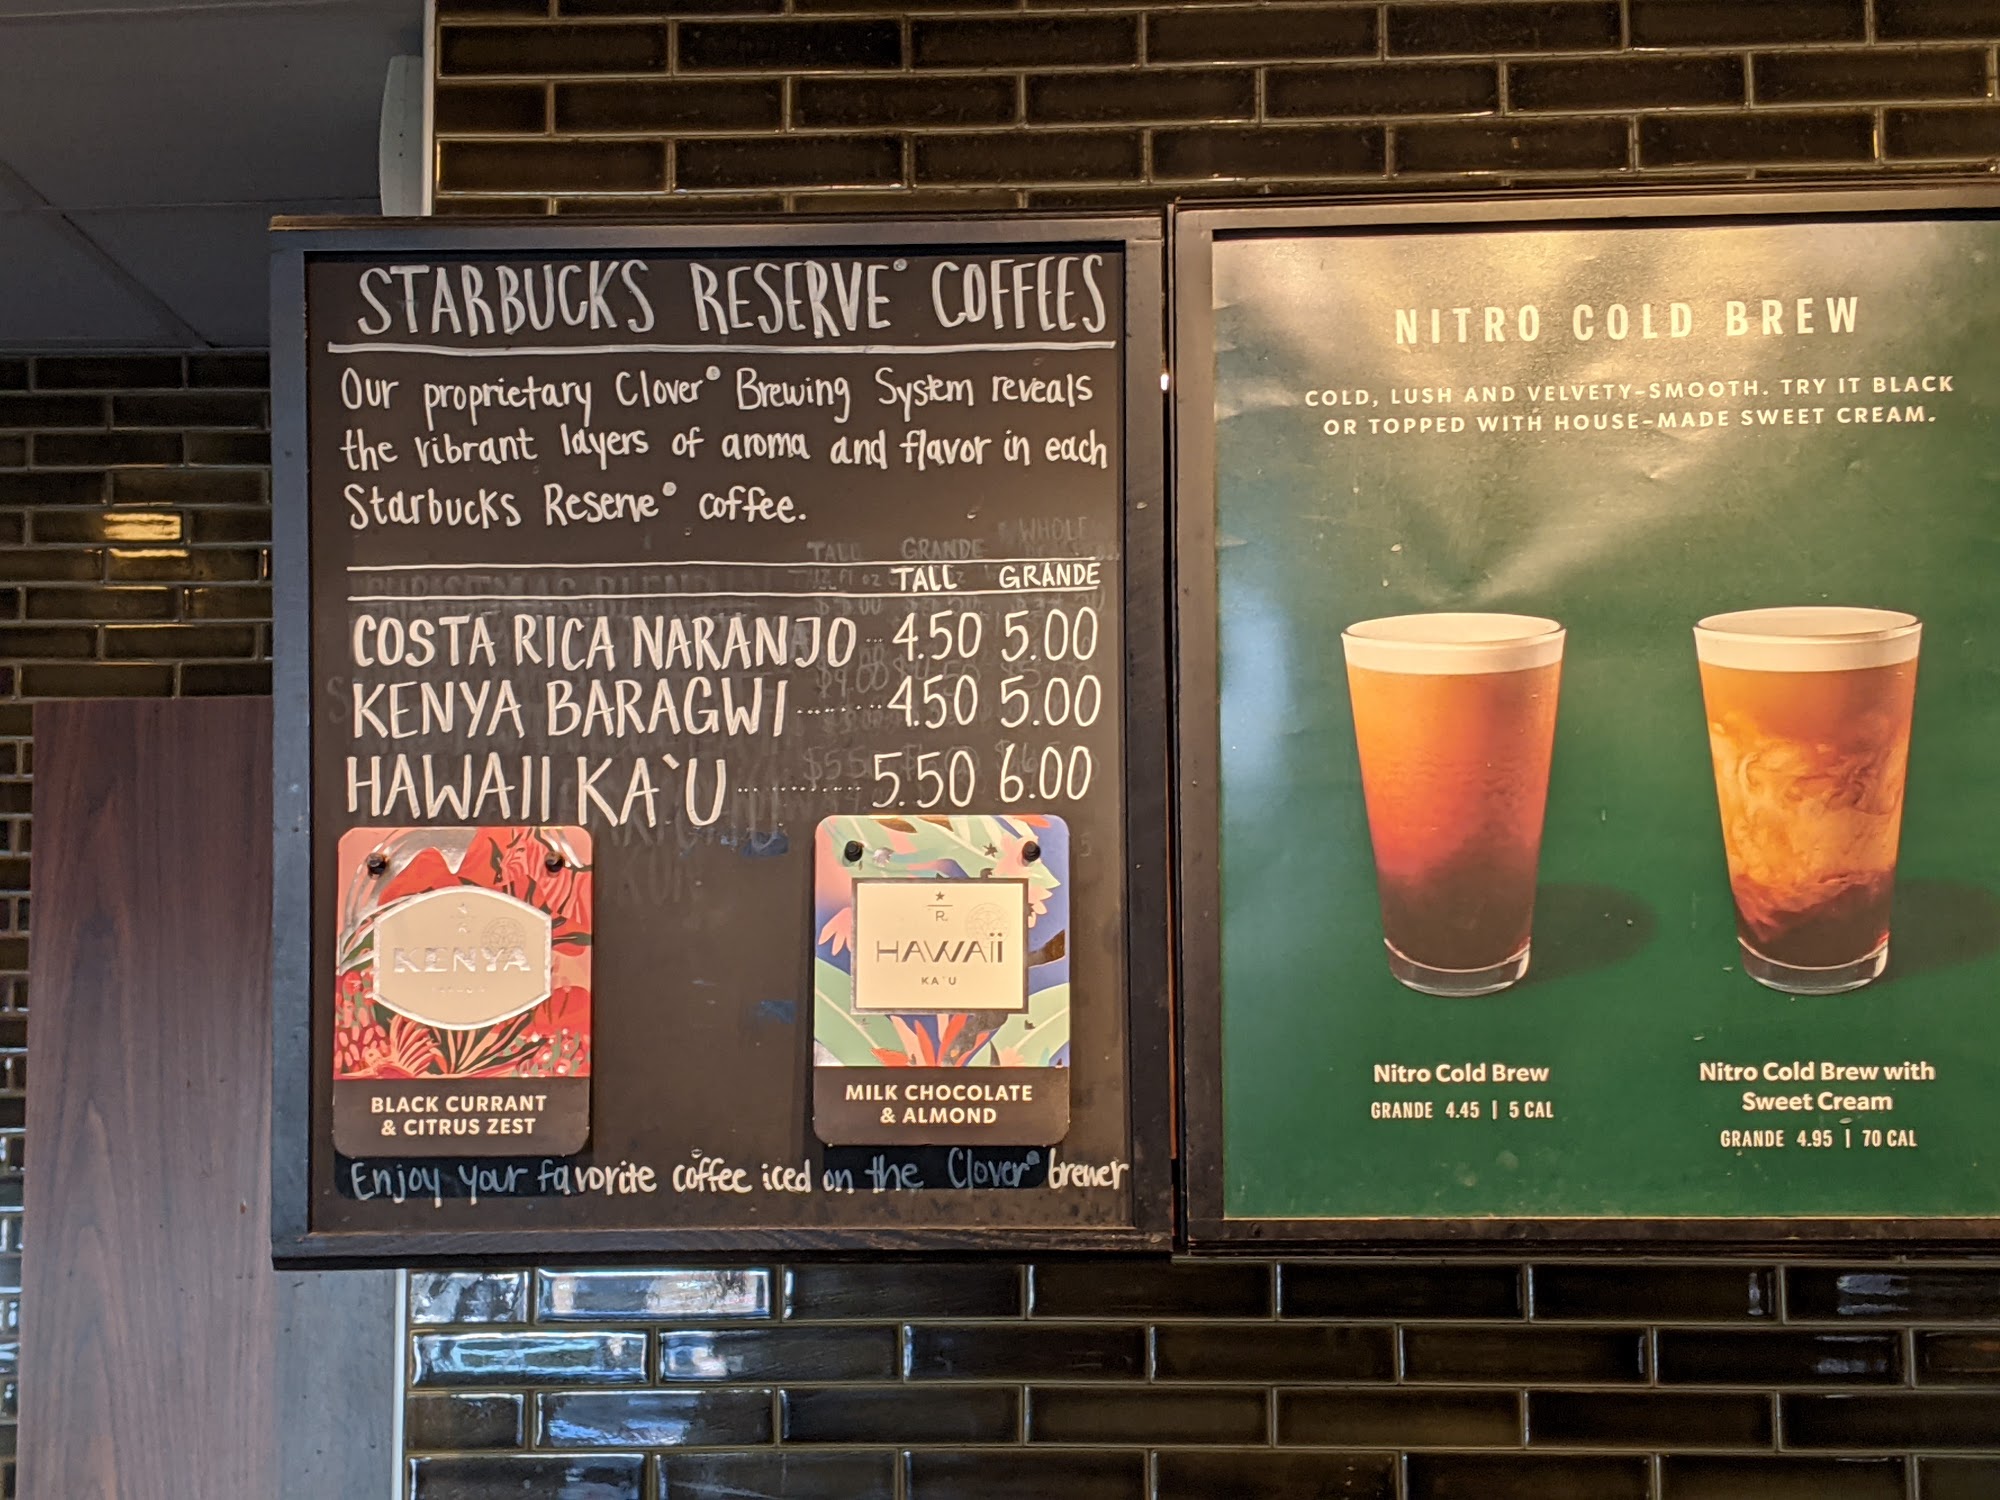 STARBUCKS RESERVE® COFFEES
Our proprietary Clover® Brewing System reveals
the vibrant layers of aroma and flavor in each
Starbucks Reserve® coffee.
TALL GRANDE WHOLE
TALL GRANDE
COSTA RICA NARANJO ... 4.50 5.00
KENYA BARAGWI ........ 4.50 5.00
HAWAII KA`U ............ 5.50 6.00
KENYA
BLACK CURRANT
& CITRUS ZEST
R.
HAWAII
KA`U
MILK CHOCOLATE
& ALMOND
Enjoy your favorite coffee iced on the Clover® brewer
NITRO COLD BREW
COLD, LUSH AND VELVETY-SMOOTH. TRY IT BLACK
OR TOPPED WITH HOUSE-MADE SWEET CREAM.
Nitro Cold Brew
GRANDE 4.45 | 5 CAL
Nitro Cold Brew with
Sweet Cream
GRANDE 4.95 | 70 CAL